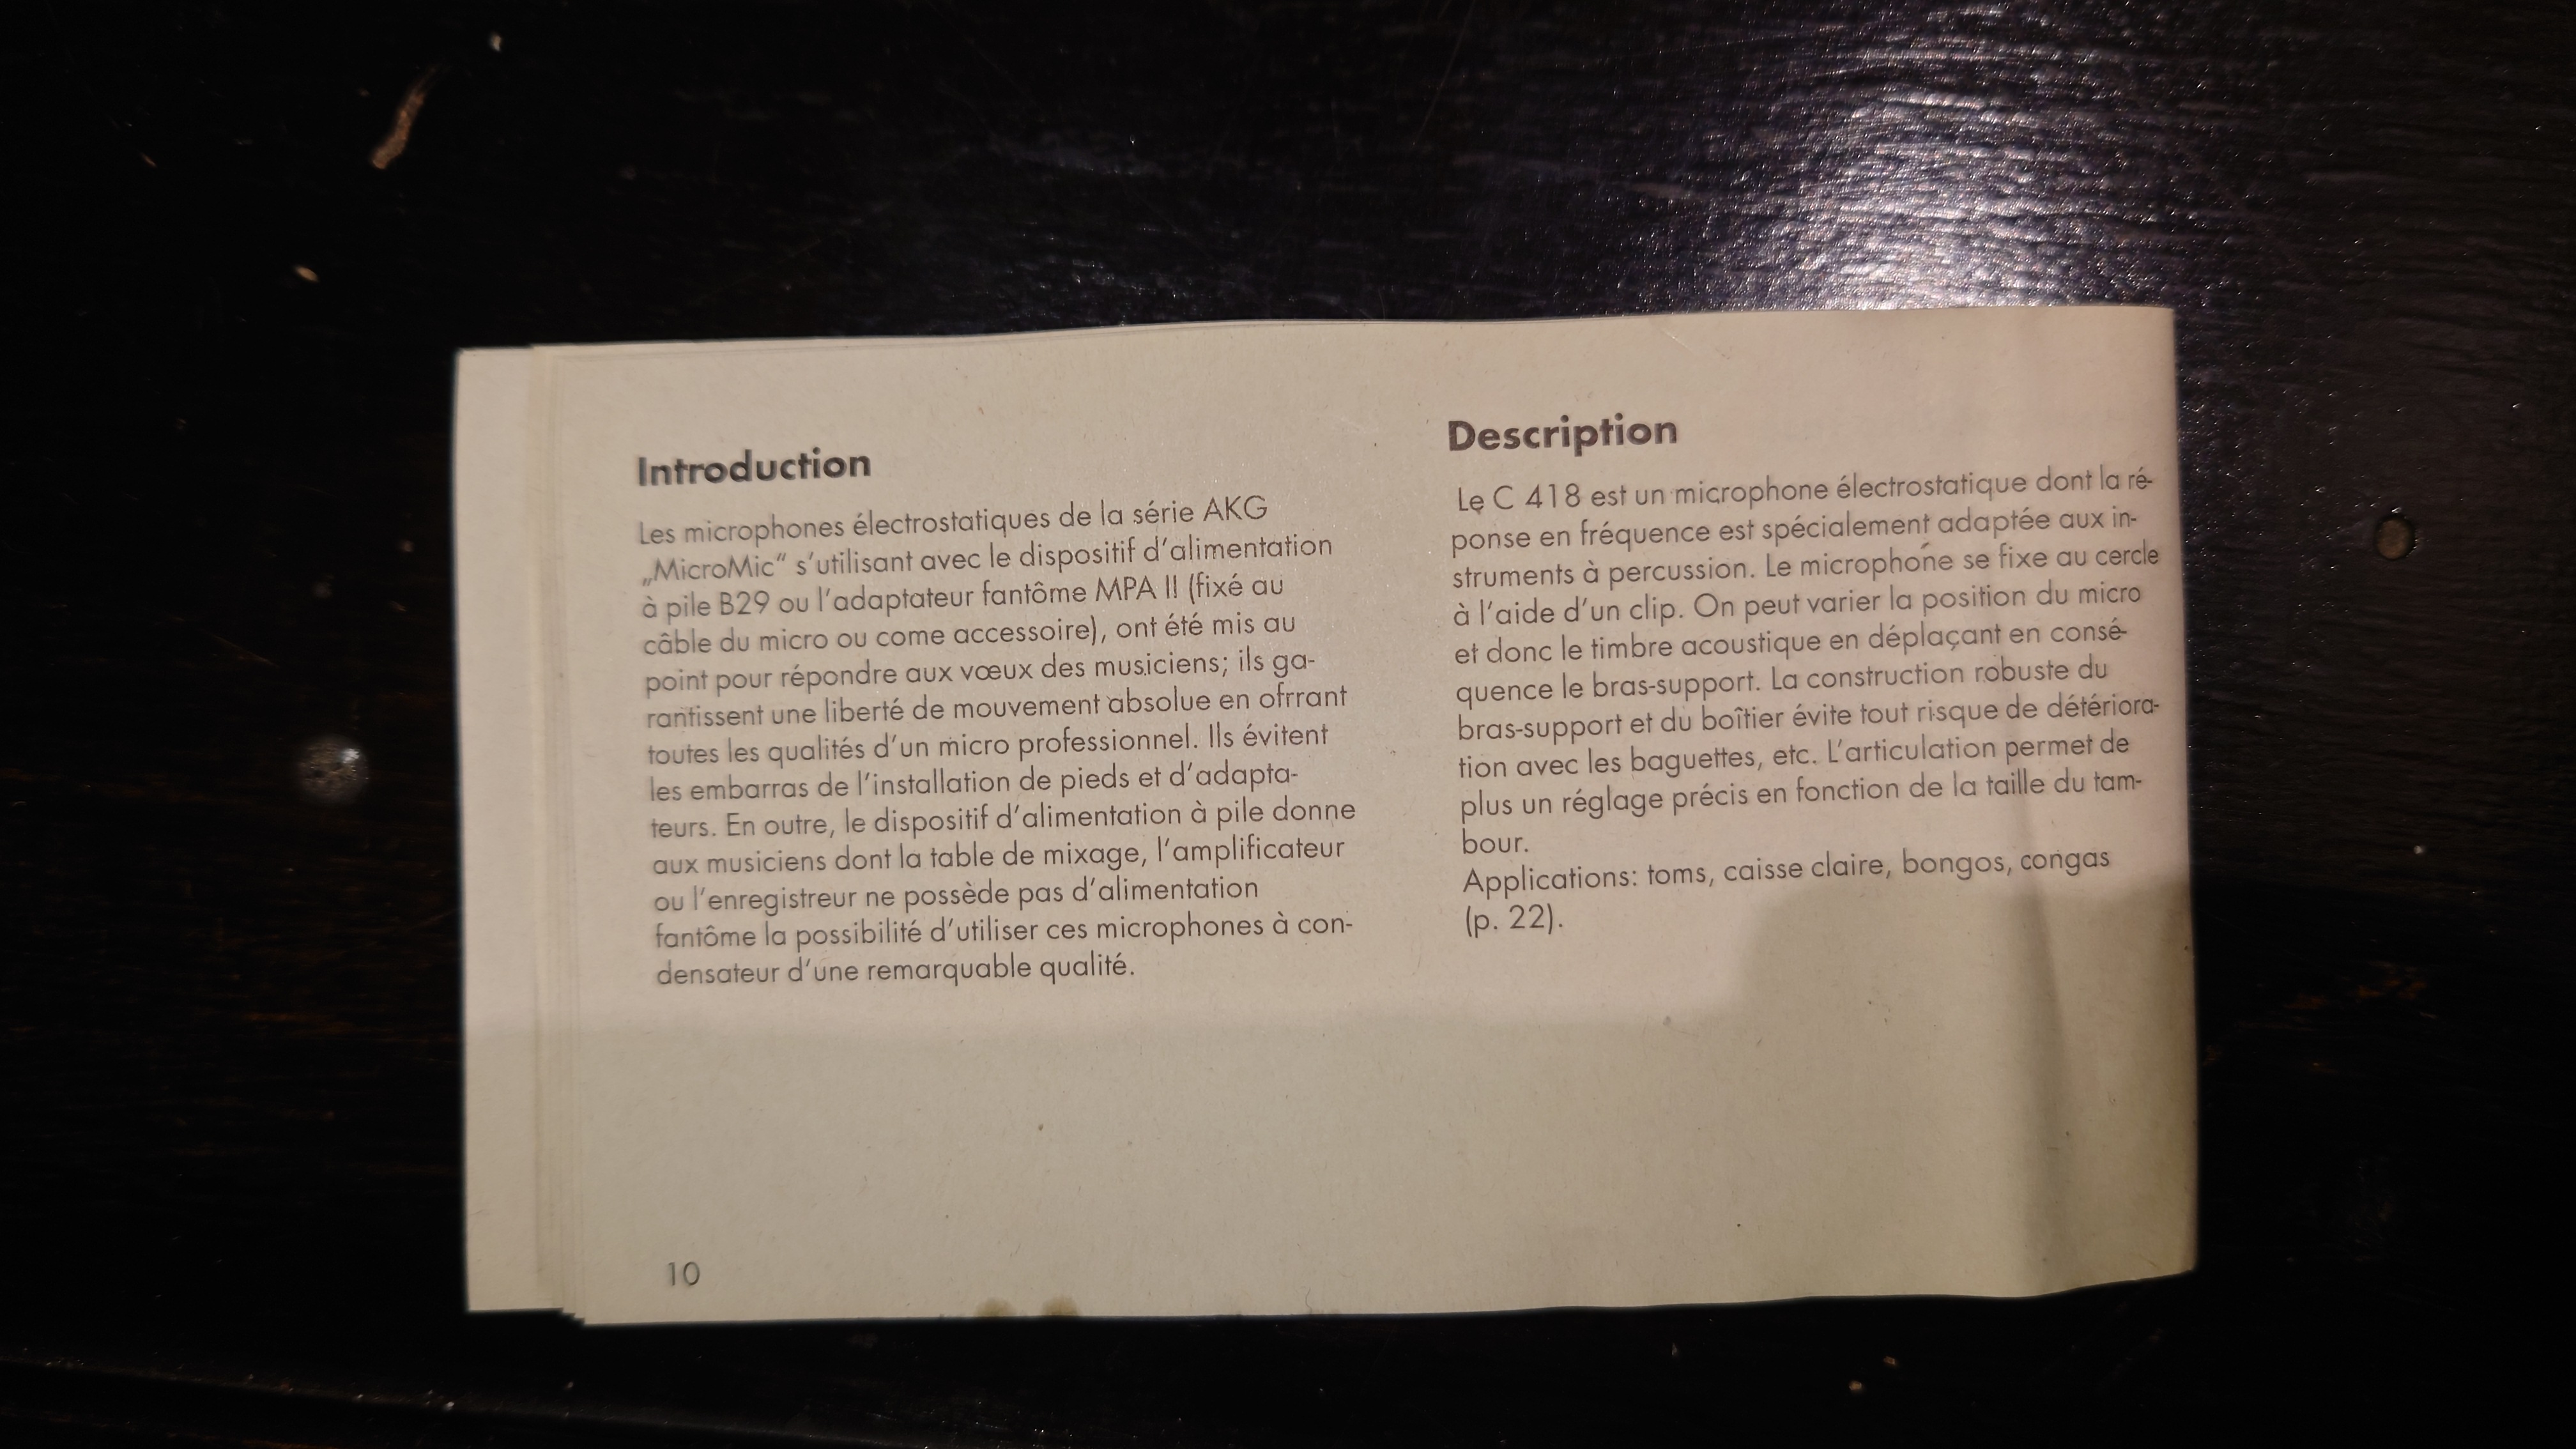 Introduction
Les microphones électrostatiques de la série AKG
„MicroMic“ s’utilisant avec le dispositif d’alimentation
à pile B29 ou l’adaptateur fantôme MPA II (fixé au
câble du micro ou come accessoire), ont été mis au
point pour répondre aux vœux des musiciens; ils ga-
rantissent une liberté de mouvement absolue en ofrrant
toutes les qualités d’un micro professionnel. Ils évitent
les embarras de l’installation de pieds et d’adapta-
teurs. En outre, le dispositif d’alimentation à pile donne
aux musiciens dont la table de mixage, l’amplificateur
ou l’enregistreur ne possède pas d’alimentation
fantôme la possibilité d’utiliser ces microphones à con-
densateur d’une remarquable qualité.
Description
Le C 418 est un microphone électrostatique dont la ré-
ponse en fréquence est spécialement adaptée aux in-
struments à percussion. Le microphone se fixe au cercle
à l’aide d’un clip. On peut varier la position du micro
et donc le timbre acoustique en déplaçant en consé-
quence le bras-support. La construction robuste du
bras-support et du boîtier évite tout risque de détériora-
tion avec les baguettes, etc. L’articulation permet de
plus un réglage précis en fonction de la taille du tam-
bour.
Applications: toms, caisse claire, bongos, congas
(p. 22).
10